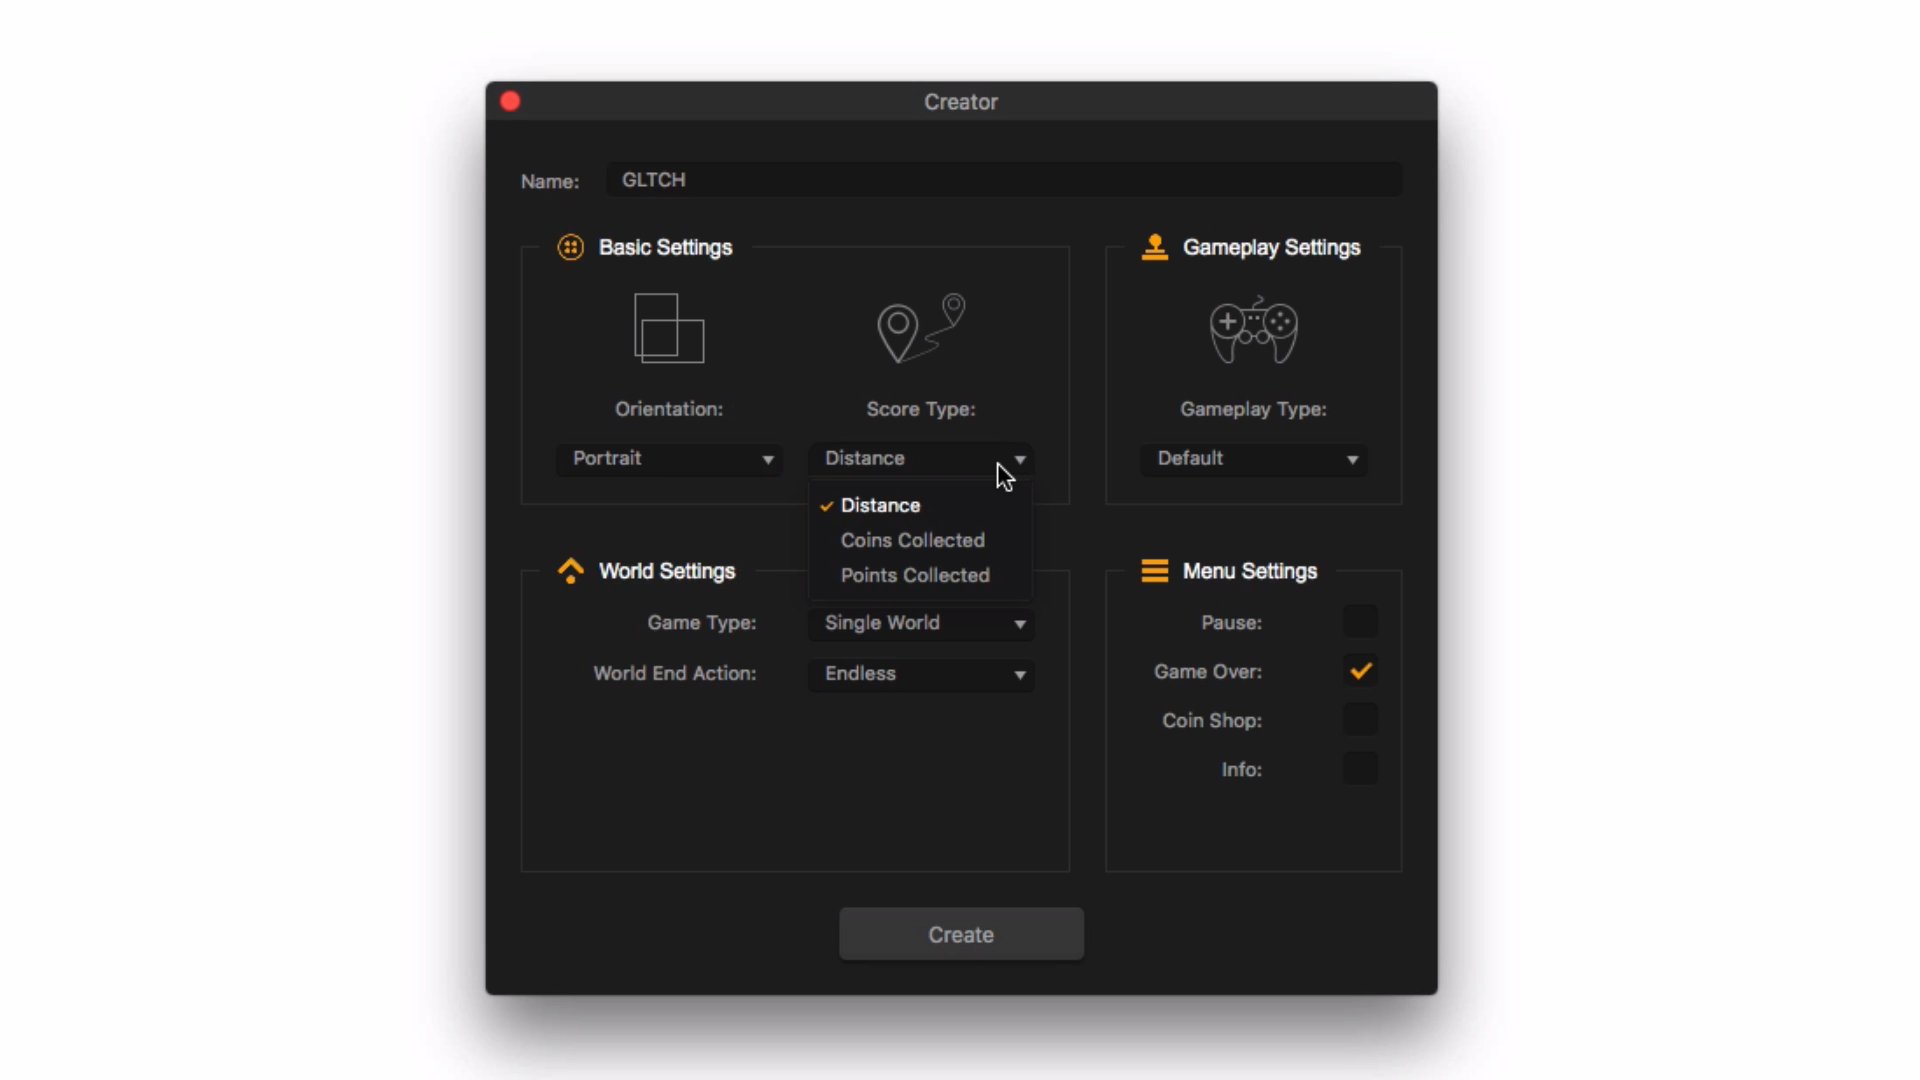 Creator
Name: GLTCH
Basic Settings
Gameplay Settings
Orientation:
Score Type:
Gameplay Type:
Portrait
Distance
Default
Distance
Coins Collected
Points Collected
World Settings
Menu Settings
Game Type: Single World
World End Action: Endless
Pause:
Game Over:
Coin Shop:
Info:
Create